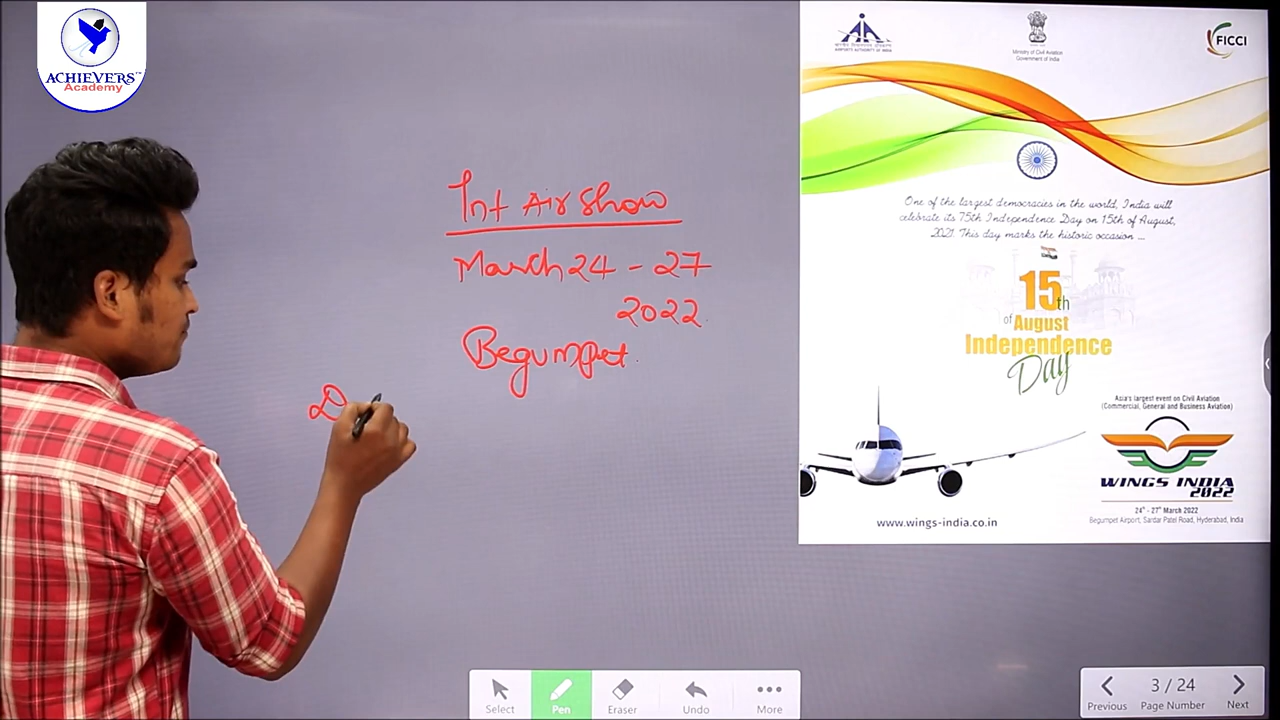 ACHIEVERS™
Academy
Int Air Show
March 24 - 27
2022
Begumpet
FICCI
Ministry of Civil Aviation
Government of India
One of the largest democracies in the world, India will
celebrate its 75th Independence Day on 15th of August,
2021. This day marks the historic occasion ...
15th
of August
Independence
Day
Asia's largest event on Civil Aviation
(Commercial, General and Business Aviation)
WINGS INDIA
2022
24th - 27th March 2022
Begumpet Airport, Sardar Patel Road, Hyderabad, India
www.wings-india.co.in
Select
Pen
Eraser
Undo
More
3 / 24
Previous
Page Number
Next